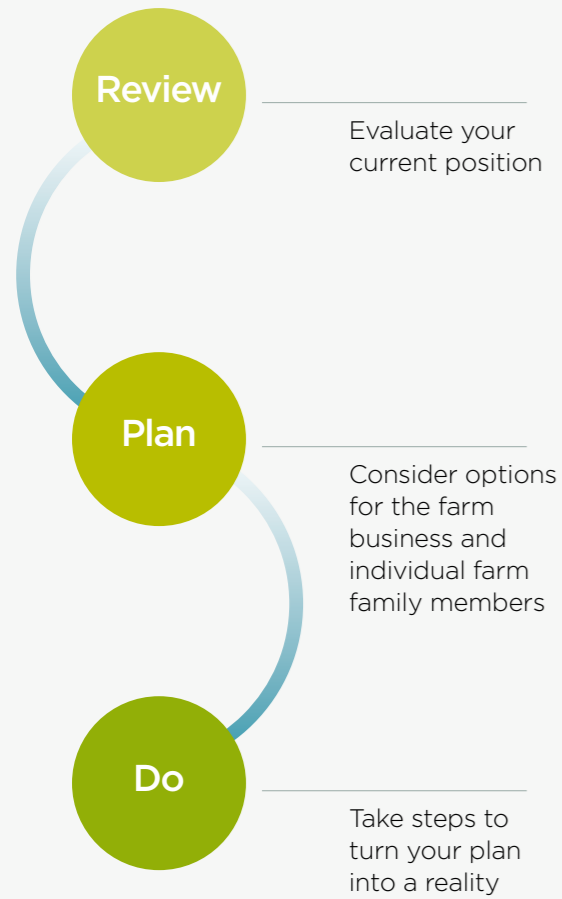 Review
Evaluate your
current position
Plan
Consider options
for the farm
business and
individual farm
family members
Do
Take steps to
turn your plan
into a reality